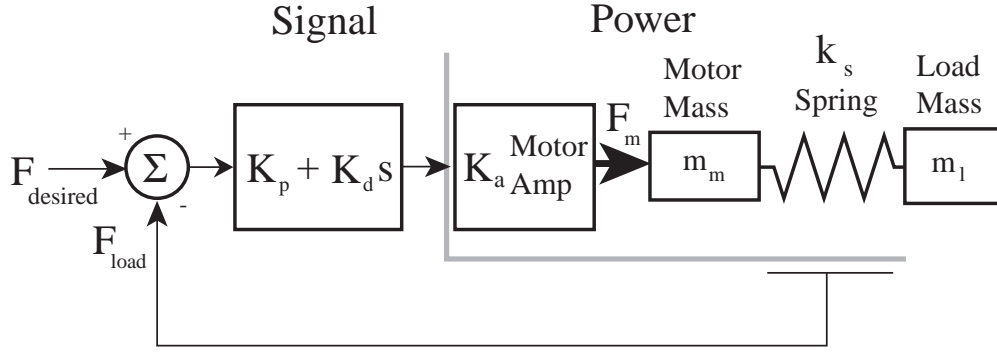 Signal
Power
Motor
Mass
k s
Spring
Load
Mass
+
Σ
-
F desired
F load
K p + K d s
K a
Motor
Amp
F m
m m
m l